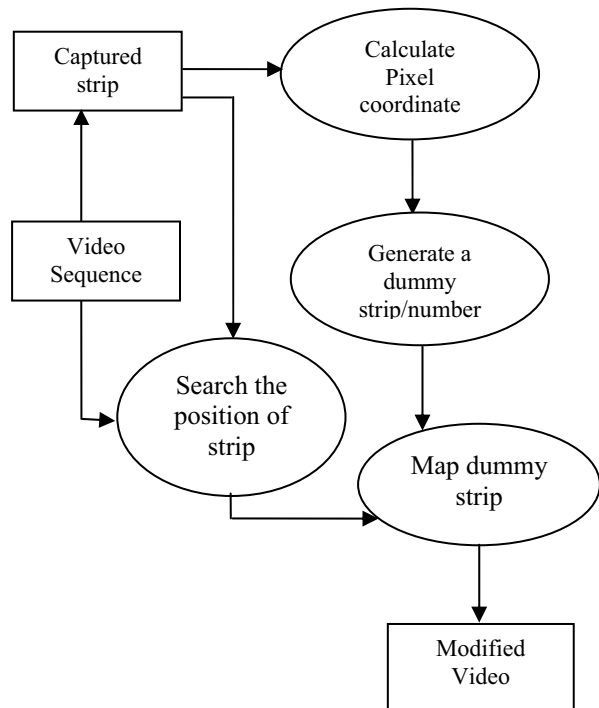 Captured
strip
Calculate
Pixel
coordinate
Video
Sequence
Generate a
dummy
strip/number
Search the
position of
strip
Map dummy
strip
Modified
Video